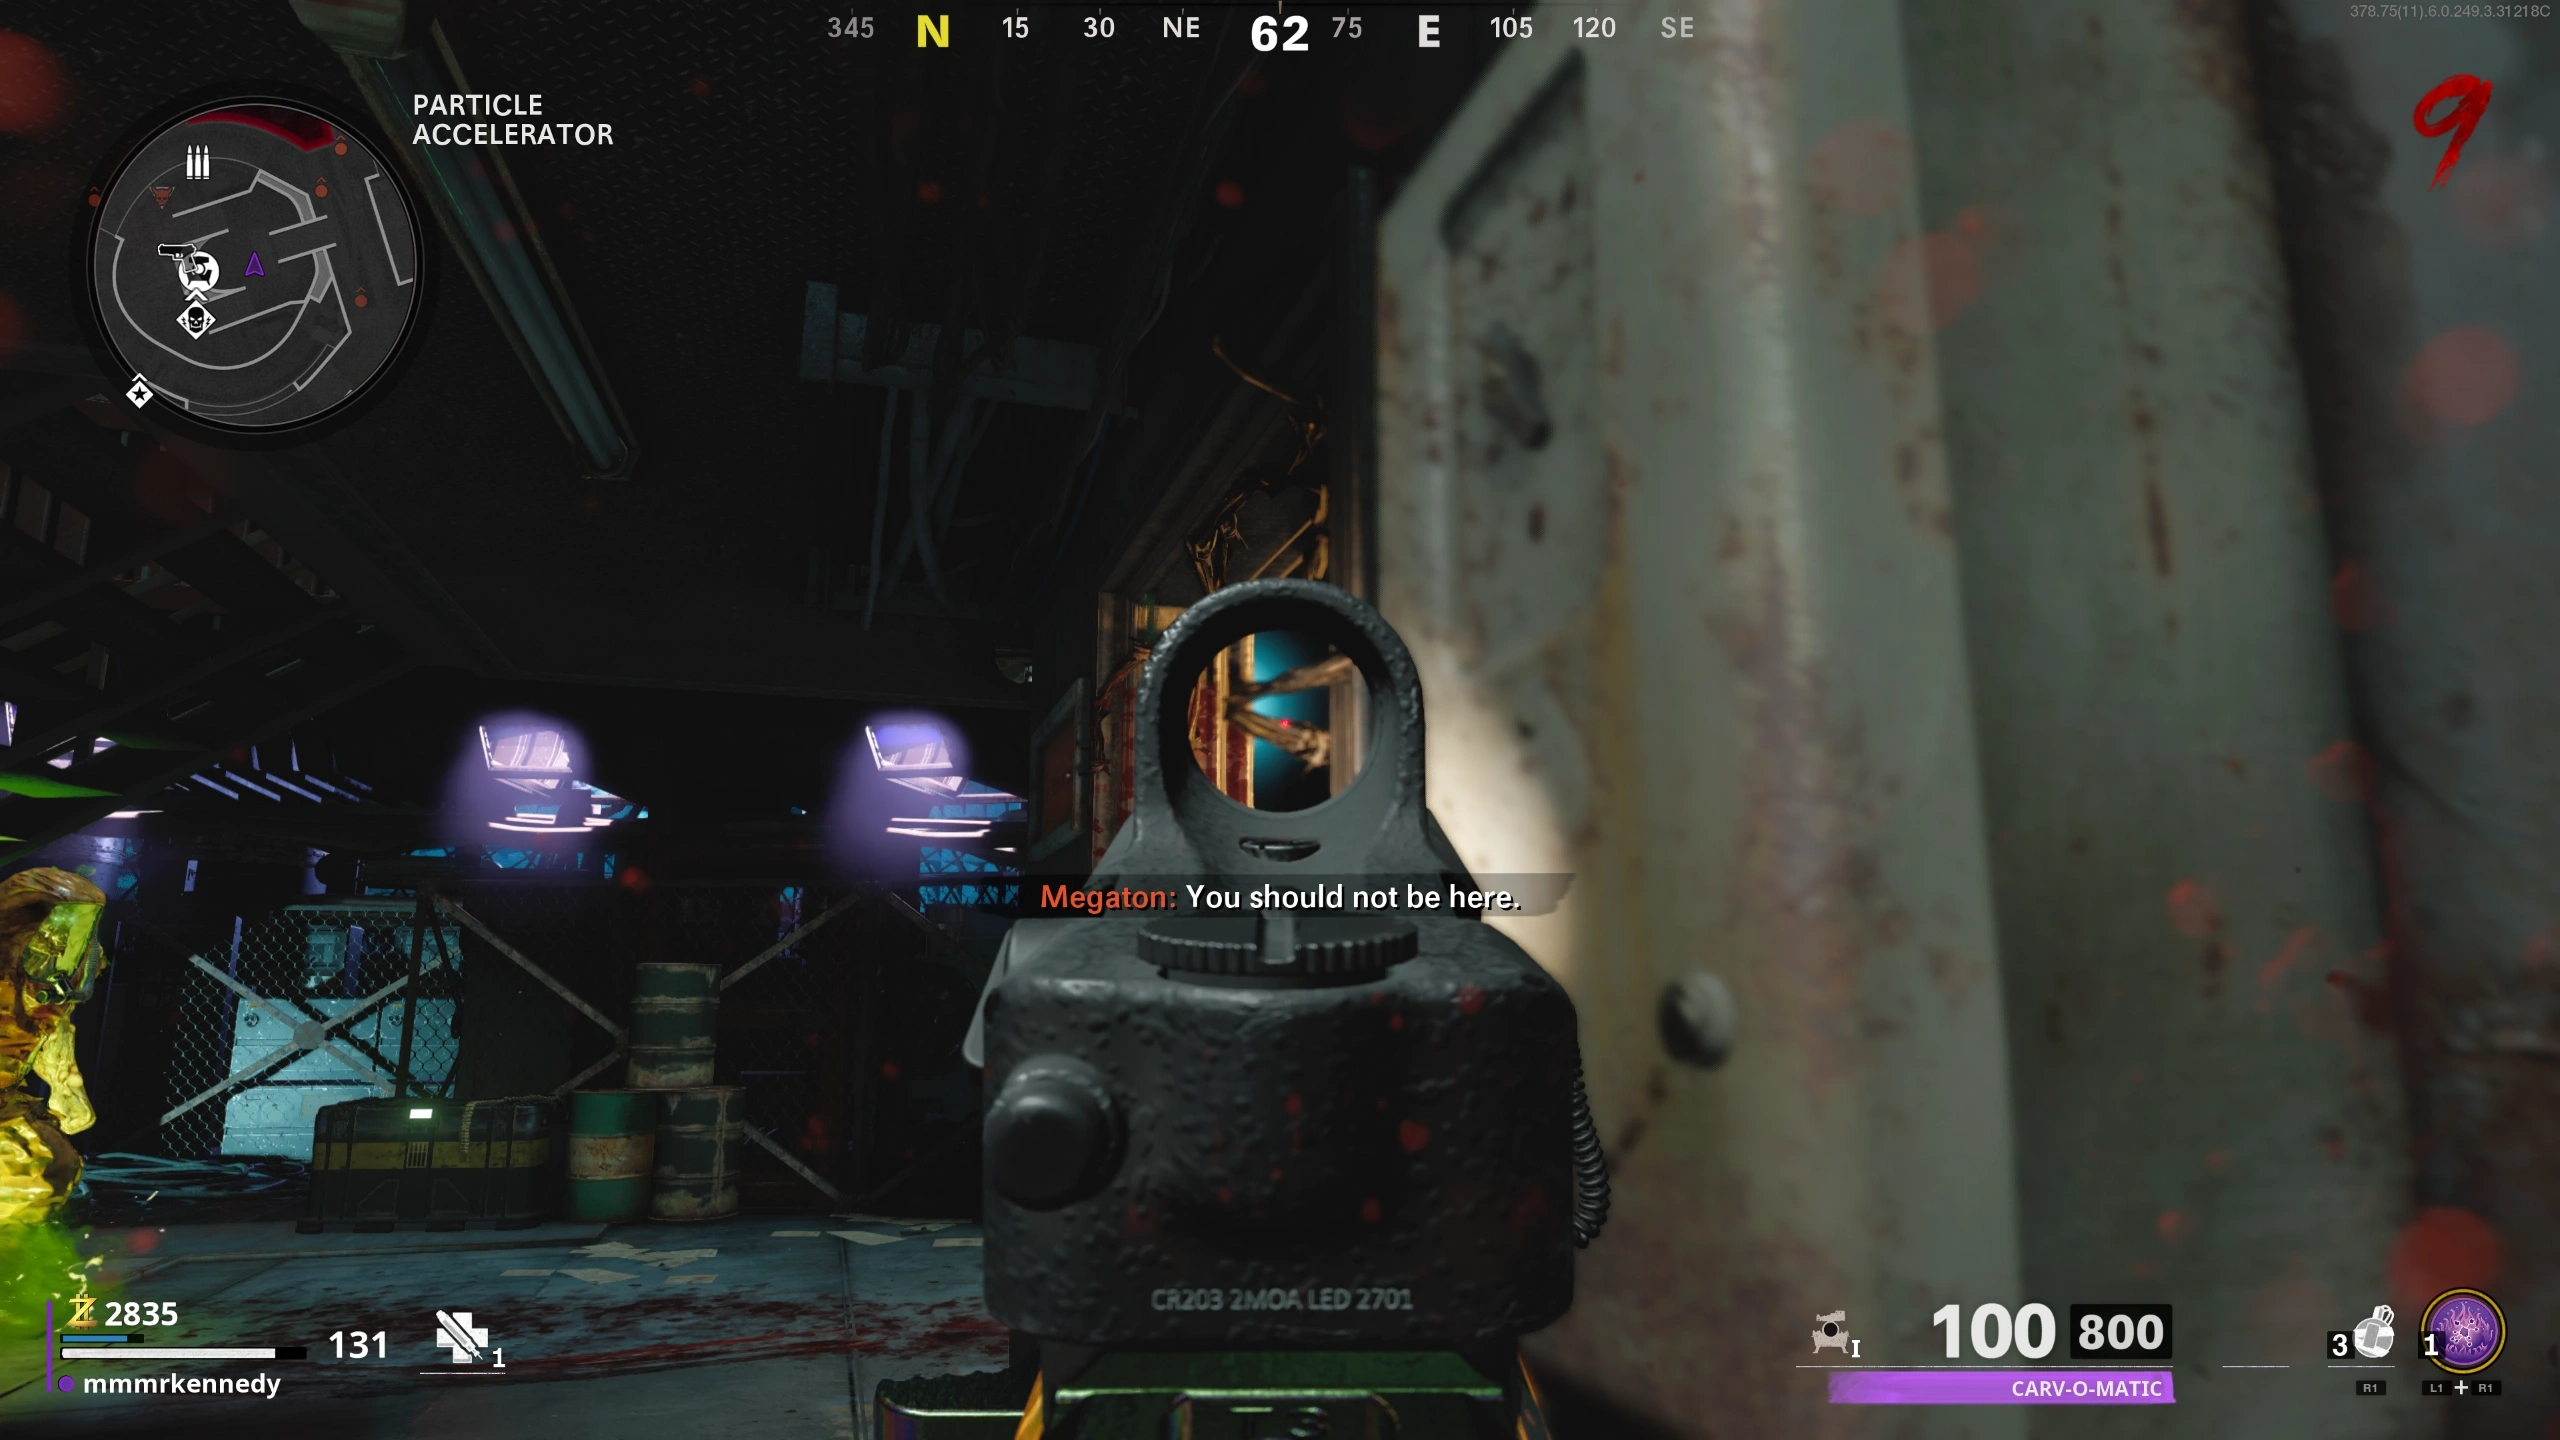 378.75(11).6.0.249.3.31218C
345 N 15 30 NE 62 75 E 105 120 SE
PARTICLE
ACCELERATOR
9
Megaton: You should not be here.
CR203 2MOA LED 2701
2835
131
1
mmmrkennedy
I
100 800
3
1
CARV-O-MATIC
R1
L1 + R1